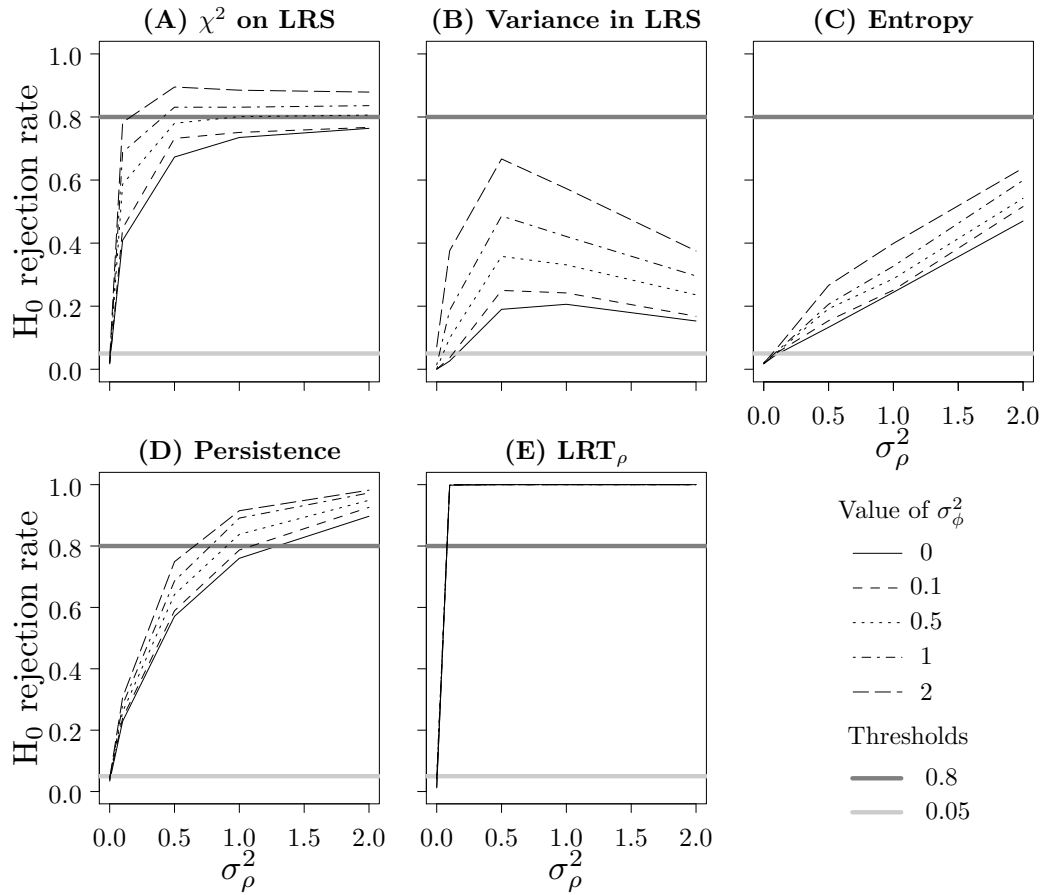 (A) χ² on LRS
(B) Variance in LRS
(C) Entropy
H₀ rejection rate
1.0
0.8
0.6
0.4
0.2
0.0
0.0 0.5 1.0 1.5 2.0
σ²ρ
(D) Persistence
(E) LRTρ
H₀ rejection rate
1.0
0.8
0.6
0.4
0.2
0.0
0.0 0.5 1.0 1.5 2.0
σ²ρ
0.0 0.5 1.0 1.5 2.0
σ²ρ
Value of σ²ϕ
0
0.1
0.5
1
2
Thresholds
0.8
0.05